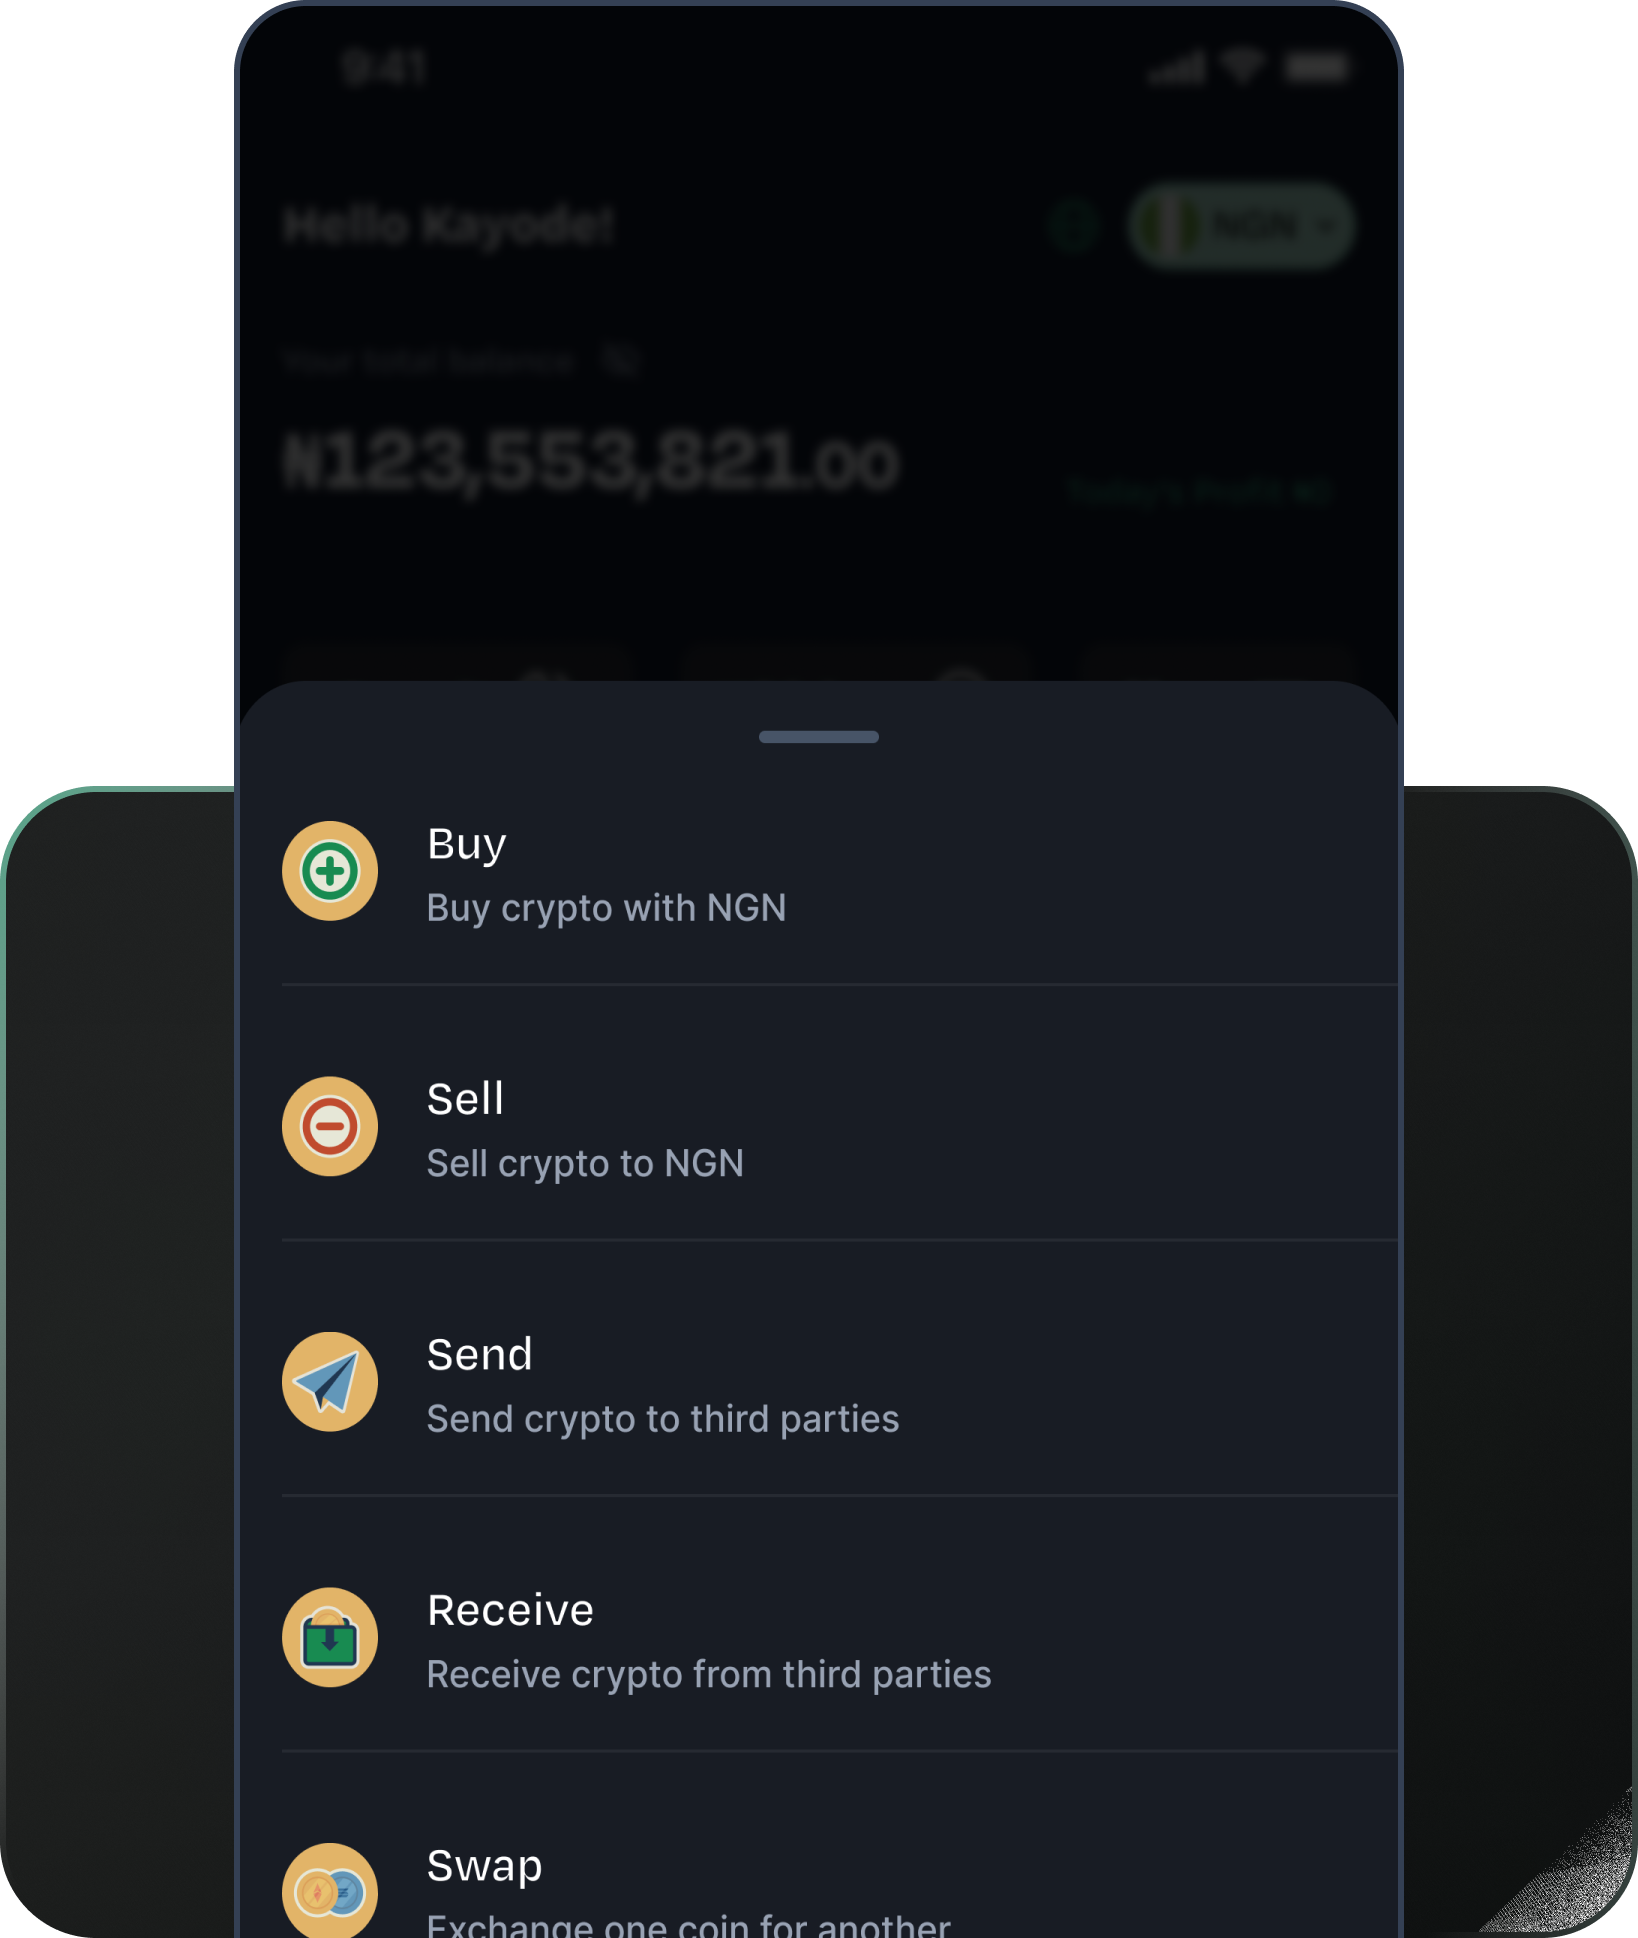 9:41
Hello Kayode!
NGN
Your total balance
₦123,553,821.00
Today's Profit
Buy
Buy crypto with NGN
Sell
Sell crypto to NGN
Send
Send crypto to third parties
Receive
Receive crypto from third parties
Swap
Exchange one coin for another